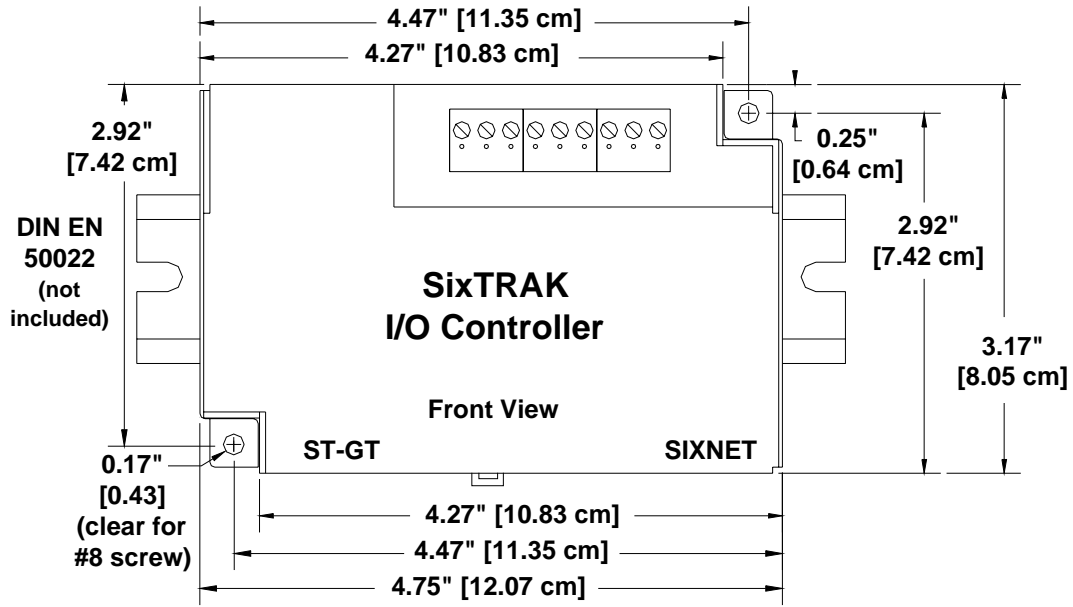 4.47" [11.35 cm]
4.27" [10.83 cm]
2.92"
[7.42 cm]
0.25"
[0.64 cm]
DIN EN
50022
(not
included)
2.92"
[7.42 cm]
SixTRAK
I/O Controller
3.17"
[8.05 cm]
Front View
ST-GT
SIXNET
0.17"
[0.43]
(clear for
#8 screw)
4.27" [10.83 cm]
4.47" [11.35 cm]
4.75" [12.07 cm]